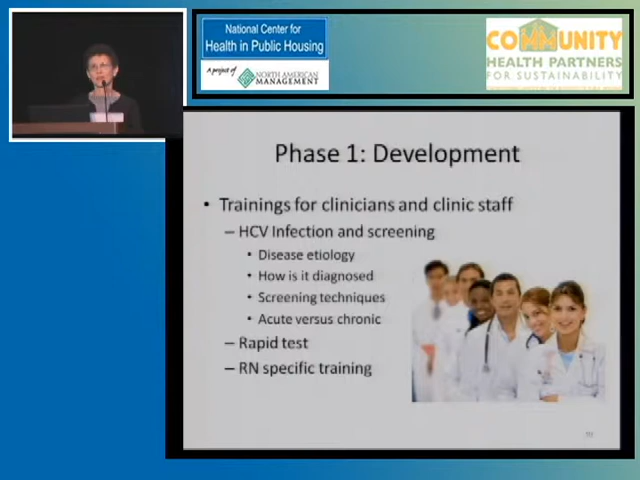 National Center for
Health in Public Housing
A project of
NORTH AMERICAN
MANAGEMENT
COMMUNITY
HEALTH PARTNERS
FOR SUSTAINABILITY
Phase 1: Development
• Trainings for clinicians and clinic staff
– HCV Infection and screening
• Disease etiology
• How is it diagnosed
• Screening techniques
• Acute versus chronic
– Rapid test
– RN specific training